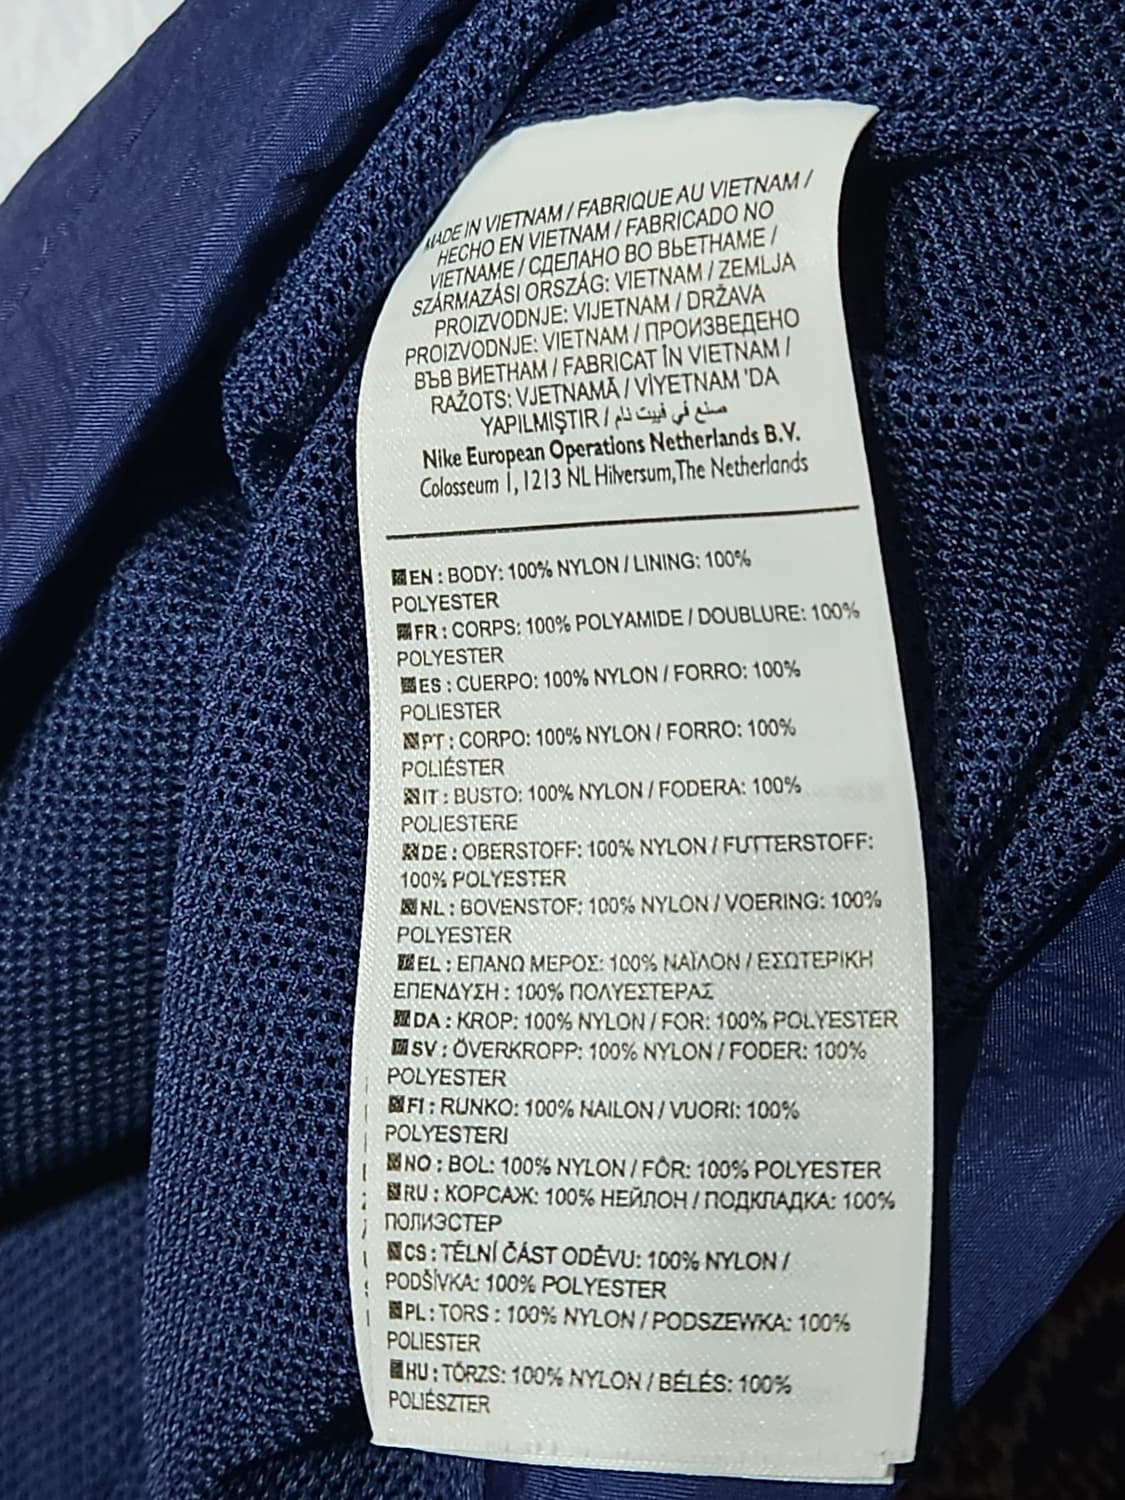 MADE IN VIETNAM / FABRIQUE AU VIETNAM /
HECHO EN VIETNAM / FABRICADO NO
VIETNAME / СДЕЛАНО ВО ВЬЕТНАМЕ /
SZÁRMAZÁSI ORSZÁG: VIETNAM / ZEMLJA
PROIZVODNJE: VIJETNAM / DRŽAVA
PROIZVODNJE: VIETNAM / ПРОИЗВЕДЕНО
ВЪВ ВИЕТНАМ / FABRICAT ÎN VIETNAM /
RAŽOTS: VJETNAMĀ / VİYETNAM 'DA
YAPILMIŞTIR / صنع في فييت نام
Nike European Operations Netherlands B.V.
Colosseum 1, 1213 NL Hilversum, The Netherlands
EN : BODY: 100% NYLON / LINING: 100%
POLYESTER
FR : CORPS: 100% POLYAMIDE / DOUBLURE: 100%
POLYESTER
ES : CUERPO: 100% NYLON / FORRO: 100%
POLIESTER
PT : CORPO: 100% NYLON / FORRO: 100%
POLIÉSTER
IT : BUSTO: 100% NYLON / FODERA: 100%
POLIESTERE
DE : OBERSTOFF: 100% NYLON / FUTTERSTOFF:
100% POLYESTER
NL : BOVENSTOF: 100% NYLON / VOERING: 100%
POLYESTER
EL : ΕΠΑΝΩ ΜΕΡΟΣ: 100% ΝΑΪΛΟΝ / ΕΣΩΤΕΡΙΚΗ
ΕΠΕΝΔΥΣΗ : 100% ΠΟΛΥΕΣΤΕΡΑΣ
DA : KROP: 100% NYLON / FOR: 100% POLYESTER
SV : ÖVERKROPP: 100% NYLON / FODER: 100%
POLYESTER
FI : RUNKO: 100% NAILON / VUORI: 100%
POLYESTERI
NO : BOL: 100% NYLON / FÔR: 100% POLYESTER
RU : КОРСАЖ: 100% НЕЙЛОН / ПОДКЛАДКА: 100%
ПОЛИЭСТЕР
CS : TĚLNÍ ČÁST ODĚVU: 100% NYLON /
PODŠÍVKA: 100% POLYESTER
PL : TORS : 100% NYLON / PODSZEWKA: 100%
POLIESTER
HU : TÖRZS: 100% NYLON / BÉLÉS: 100%
POLIÉSZTER